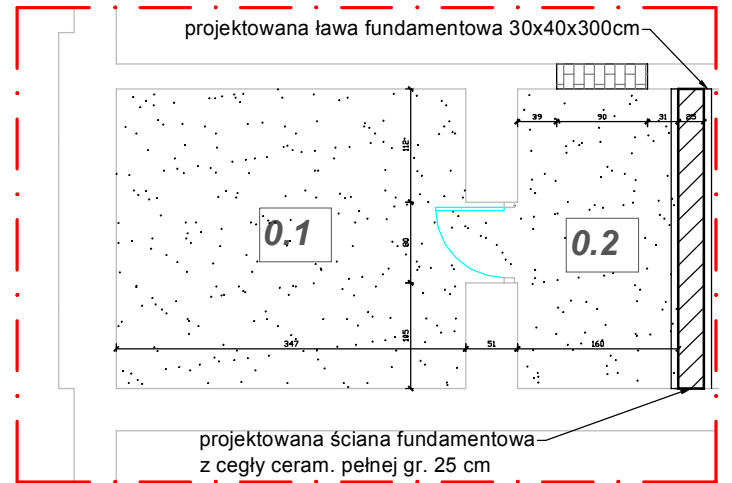 projektowana ława fundamentowa 30x40x300cm
39 90 31 25
112
0.1
0.2
80
105
347 51 160
projektowana ściana fundamentowa
z cegły ceram. pełnej gr. 25 cm